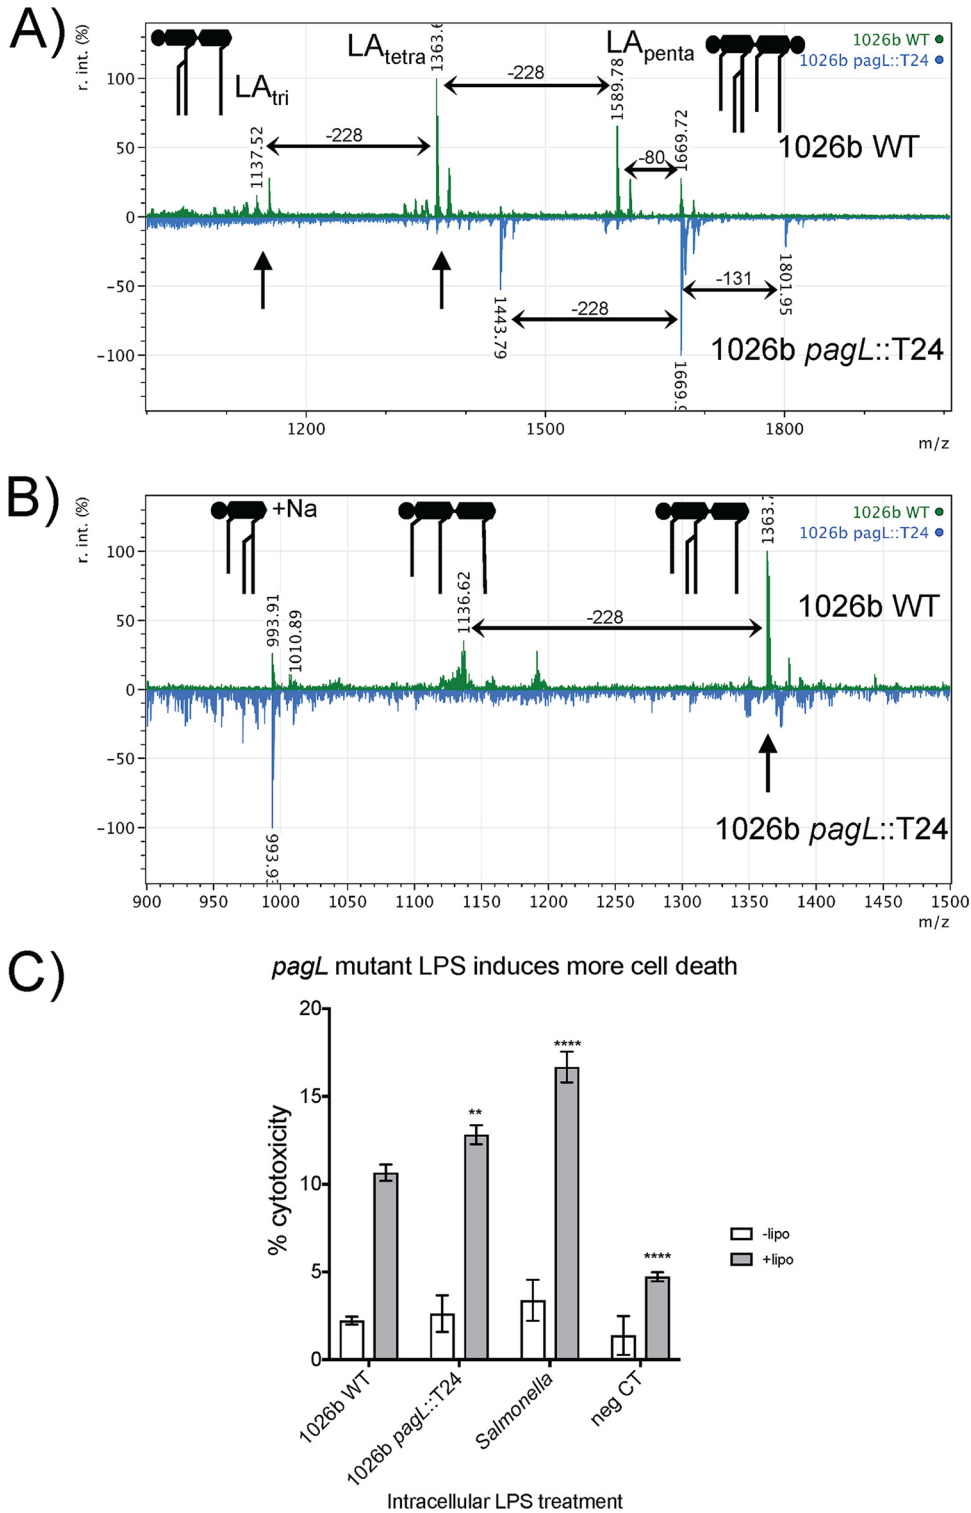 A)
r. int. (%)
100
50
0
−50
−100
LAtri
LAtetra
LApenta
1026b WT
1026b pagL::T24
1137.52
-228
1363.6
-228
1589.78
-80
1669.72
1026b WT
1443.79
-228
-131
1801.95
1026b pagL::T24
1200
1500
1800
m/z
B)
r. int. (%)
100
50
0
−50
−100
+Na
1026b WT
1026b pagL::T24
993.91
1010.89
1136.62
-228
1363.7
1026b WT
1026b pagL::T24
900
950
1000
1050
1100
1150
1200
1250
1300
1350
1400
1450
1500
m/z
C)
pagL mutant LPS induces more cell death
% cytotoxicity
20
15
10
5
0
**
****
****
-lipo
+lipo
1026b WT
1026b pagL::T24
Salmonella
neg CT
Intracellular LPS treatment